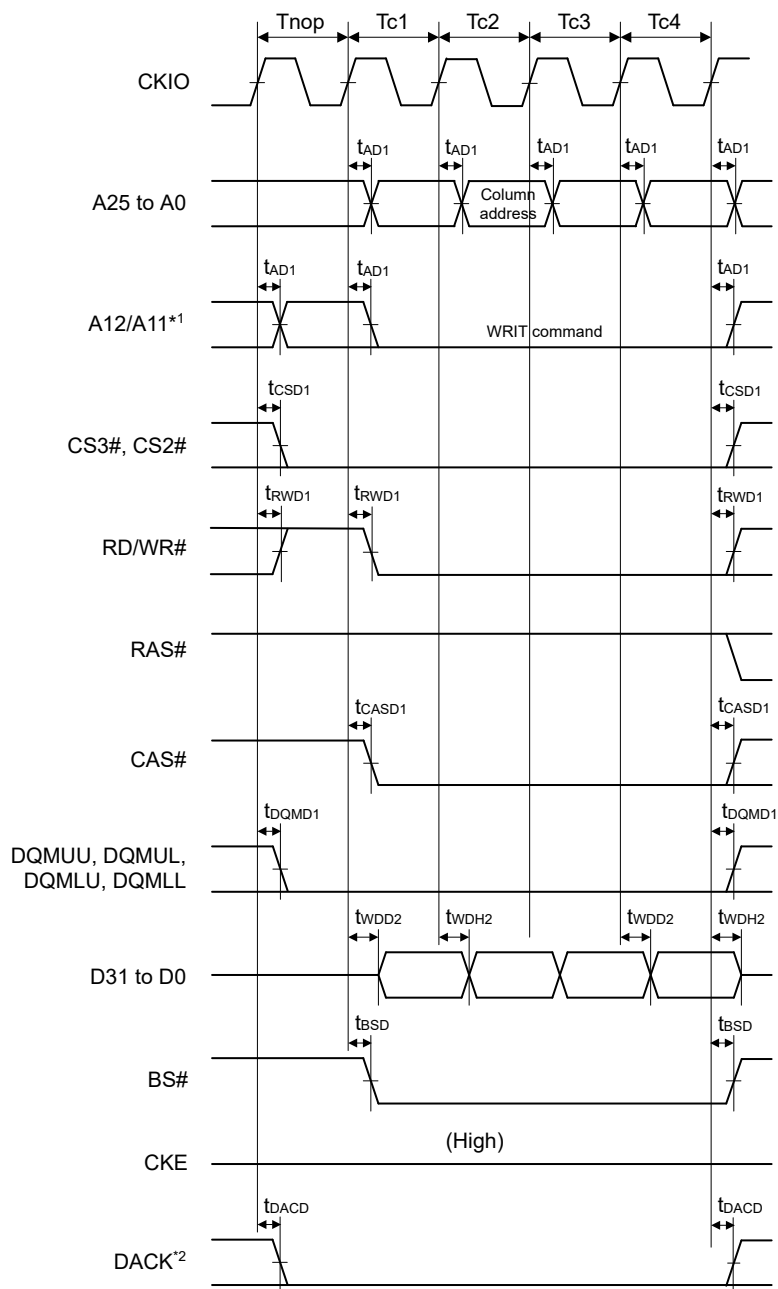 Tnop Tc1 Tc2 Tc3 Tc4
CKIO
tAD1 tAD1 tAD1 tAD1 tAD1
A25 to A0
Column
address
tAD1 tAD1 tAD1
A12/A11*1
WRIT command
tCSD1 tCSD1
CS3#, CS2#
tRWD1 tRWD1 tRWD1
RD/WR#
RAS#
tCASD1 tCASD1
CAS#
tDQMD1 tDQMD1
DQMUU, DQMUL,
DQMLU, DQMLL
tWDD2 tWDH2 tWDD2 tWDH2
D31 to D0
tBSD tBSD
BS#
(High)
CKE
tDACD tDACD
DACK*2